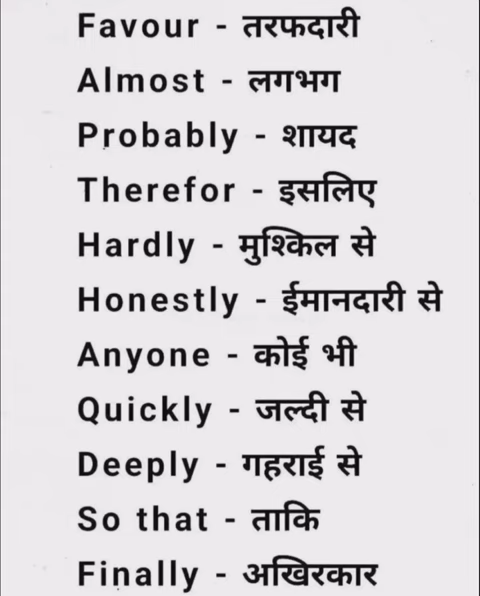 Favour - तरफदारी
Almost - लगभग
Probably - शायद
Therefor - इसलिए
Hardly - मुश्किल से
Honestly - ईमानदारी से
Anyone - कोई भी
Quickly - जल्दी से
Deeply - गहराई से
So that - ताकि
Finally - अखिरकार